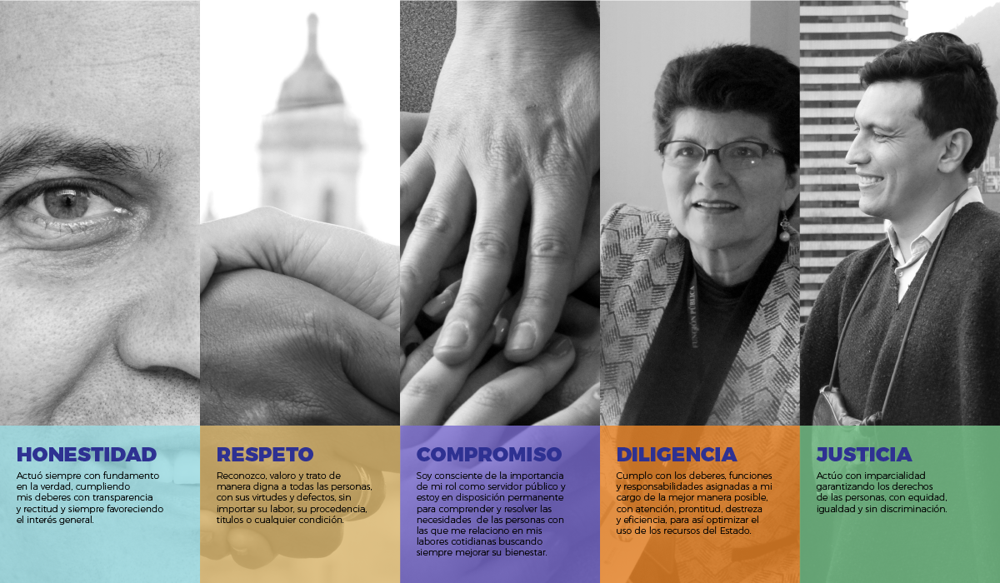 FUNCIÓN PÚBLICA
HONESTIDAD
Actuó siempre con fundamento
en la verdad, cumpliendo
mis deberes con transparencia
y rectitud y siempre favoreciendo
el interés general.
RESPETO
Reconozco, valoro y trato de
manera digna a todas las personas,
con sus virtudes y defectos, sin
importar su labor, su procedencia,
titulos o cualquier condición.
COMPROMISO
Soy consciente de la importancia
de mi rol como servidor público y
estoy en disposición permanente
para comprender y resolver las
necesidades de las personas con
las que me relaciono en mis
labores cotidianas buscando
siempre mejorar su bienestar.
DILIGENCIA
Cumplo con los deberes, funciones
y responsabilidades asignadas a mi
cargo de la mejor manera posible,
con atención, prontitud, destreza
y eficiencia, para así optimizar el
uso de los recursos del Estado.
JUSTICIA
Actúo con imparcialidad
garantizando los derechos
de las personas, con equidad,
igualdad y sin discriminación.